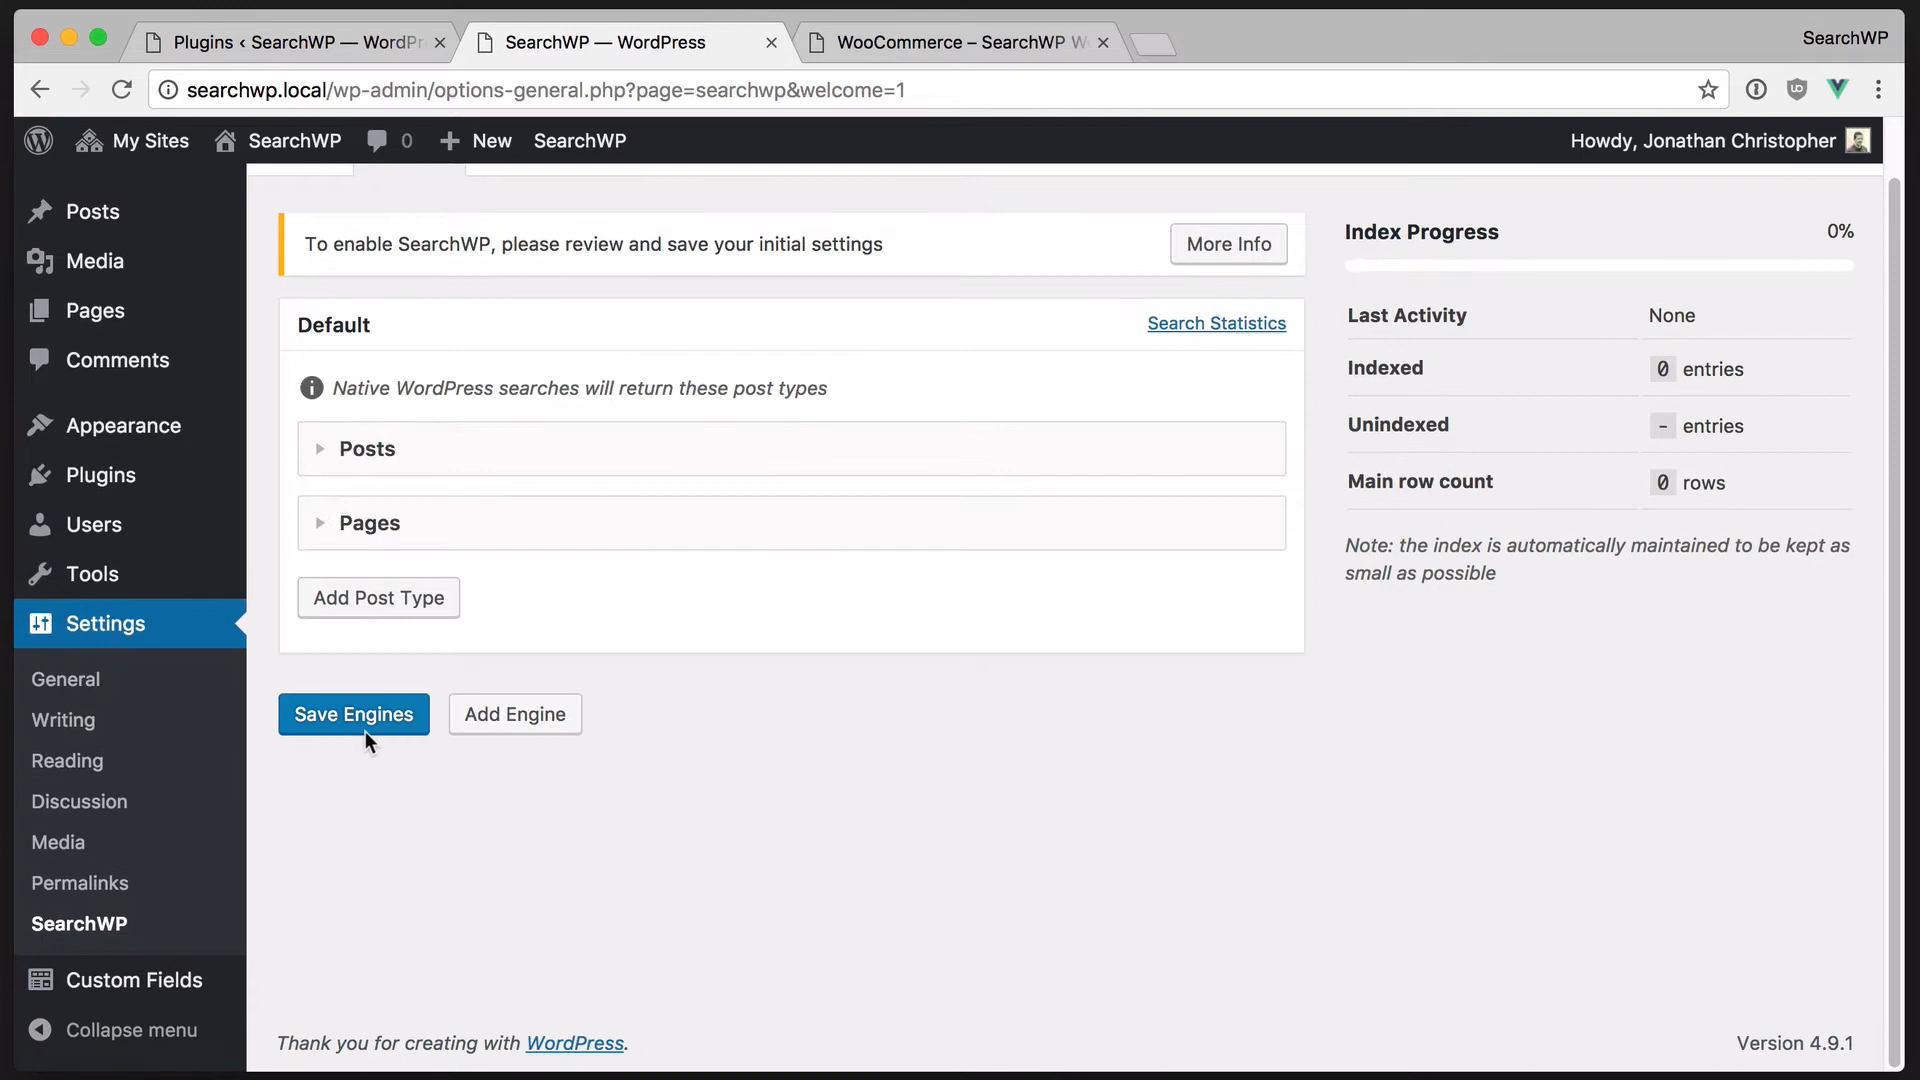 Plugins ‹ SearchWP — WordPr
SearchWP — WordPress
WooCommerce – SearchWP W
SearchWP
searchwp.local/wp-admin/options-general.php?page=searchwp&welcome=1
My Sites
SearchWP
0
New
SearchWP
Howdy, Jonathan Christopher
Posts
Media
Pages
Comments
Appearance
Plugins
Users
Tools
Settings
General
Writing
Reading
Discussion
Media
Permalinks
SearchWP
Custom Fields
Collapse menu
To enable SearchWP, please review and save your initial settings
More Info
Default
Search Statistics
Native WordPress searches will return these post types
Posts
Pages
Add Post Type
Save Engines
Add Engine
Index Progress 0%
Last Activity None
Indexed 0 entries
Unindexed - entries
Main row count 0 rows
Note: the index is automatically maintained to be kept as
small as possible
Thank you for creating with WordPress.
Version 4.9.1